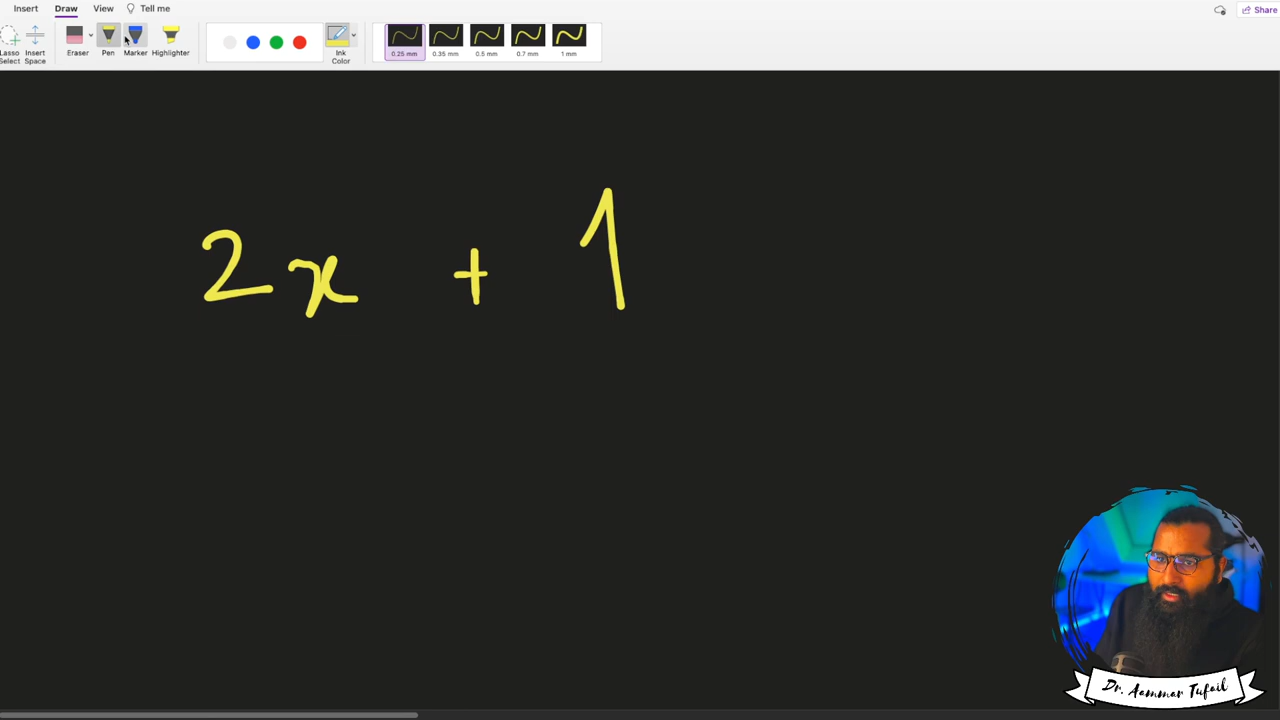 Insert Draw View Tell me Share
Lasso Select
Insert Space
Eraser
Pen
Marker
Highlighter
Ink Color
0.25 mm 0.35 mm 0.5 mm 0.7 mm 1 mm
2x + 1
Dr. Aammar Tufail